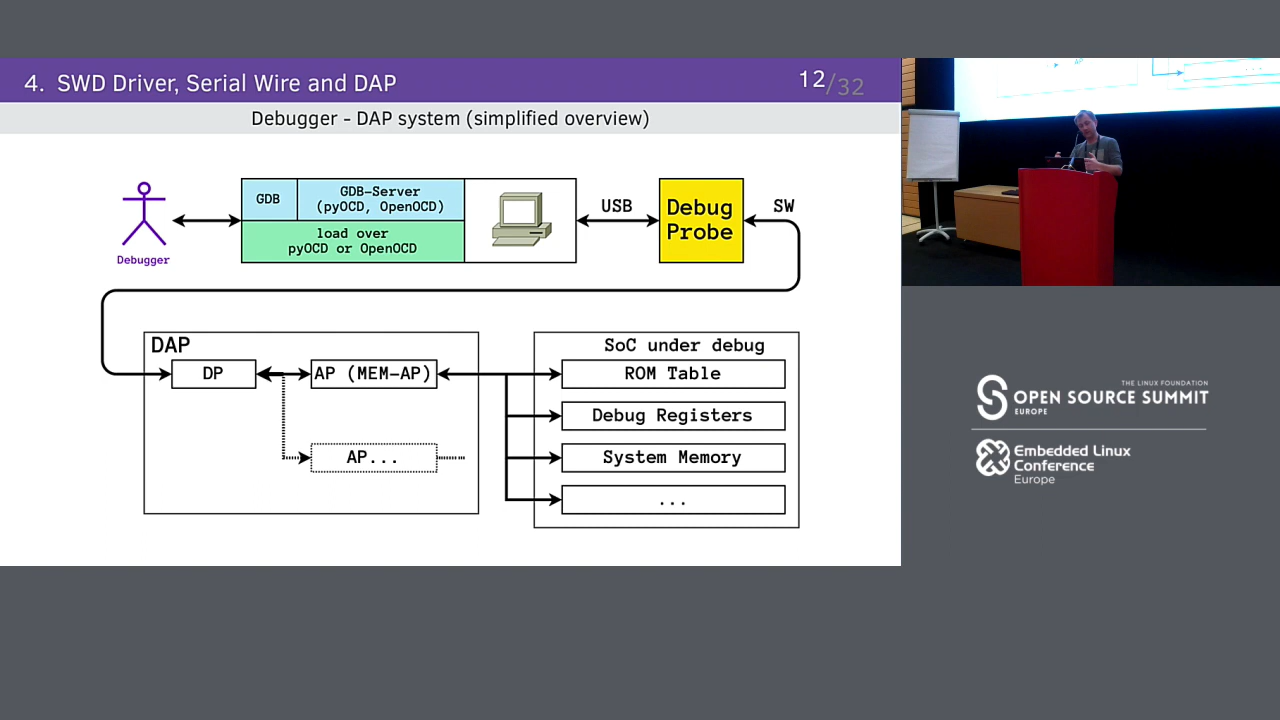 4. SWD Driver, Serial Wire and DAP
12/32
Debugger - DAP system (simplified overview)
Debugger
GDB
GDB-Server
(pyOCD, OpenOCD)
load over
pyOCD or OpenOCD
USB
Debug
Probe
SW
DAP
DP
AP (MEM-AP)
AP...
SoC under debug
ROM Table
Debug Registers
System Memory
...
THE LINUX FOUNDATION
OPEN SOURCE SUMMIT
EUROPE
Embedded Linux
Conference
Europe